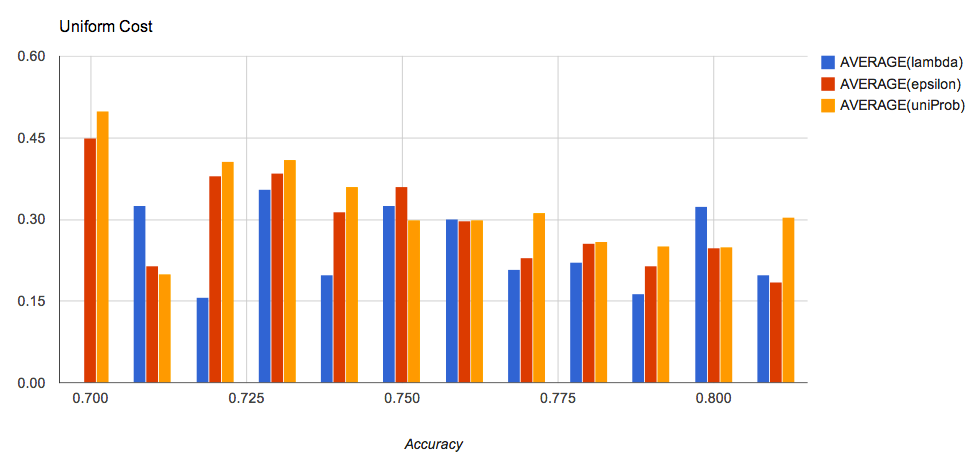 Uniform Cost
0.60
0.45
0.30
0.15
0.00
0.700 0.725 0.750 0.775 0.800
Accuracy
AVERAGE(lambda)
AVERAGE(epsilon)
AVERAGE(uniProb)